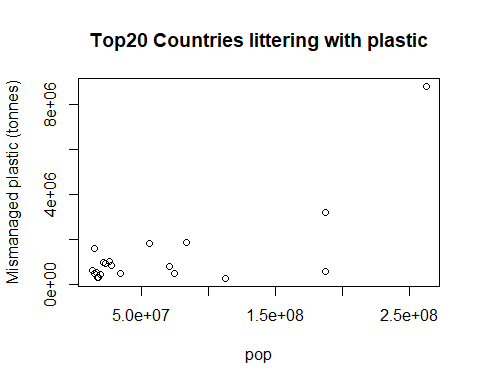 Top20 Countries littering with plastic
Mismanaged plastic (tonnes)
8e+06
4e+06
0e+00
5.0e+07 1.5e+08 2.5e+08
pop